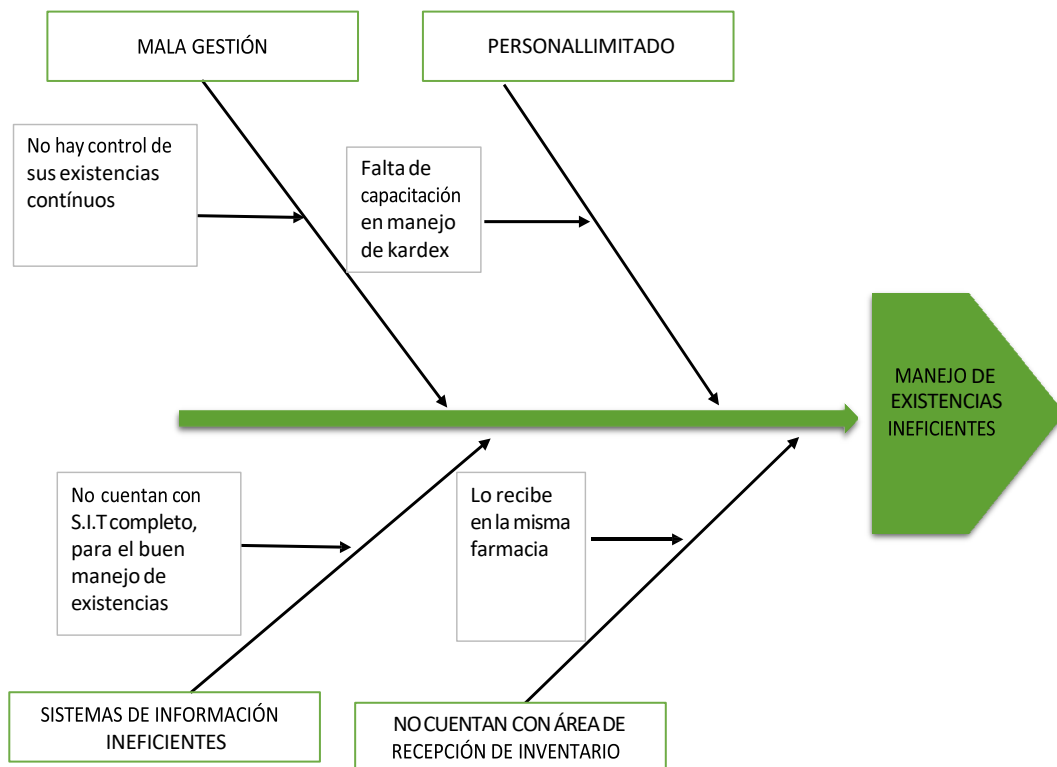 MALA GESTIÓN
PERSONALLIMITADO
No hay control de
sus existencias
contínuos
Falta de
capacitación
en manejo
de kardex
MANEJO DE
EXISTENCIAS
INEFICIENTES
No cuentan con
S.I.T completo,
para el buen
manejo de
existencias
Lo recibe
en la misma
farmacia
SISTEMAS DE INFORMACIÓN
INEFICIENTES
NO CUENTAN CON ÁREA DE
RECEPCIÓN DE INVENTARIO